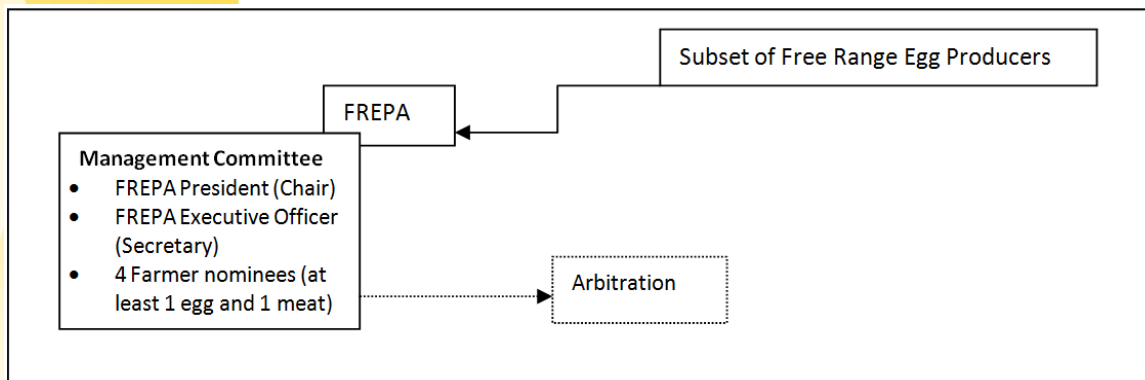 Subset of Free Range Egg Producers
FREPA
Management Committee
• FREPA President (Chair)
• FREPA Executive Officer
(Secretary)
• 4 Farmer nominees (at
least 1 egg and 1 meat)
Arbitration